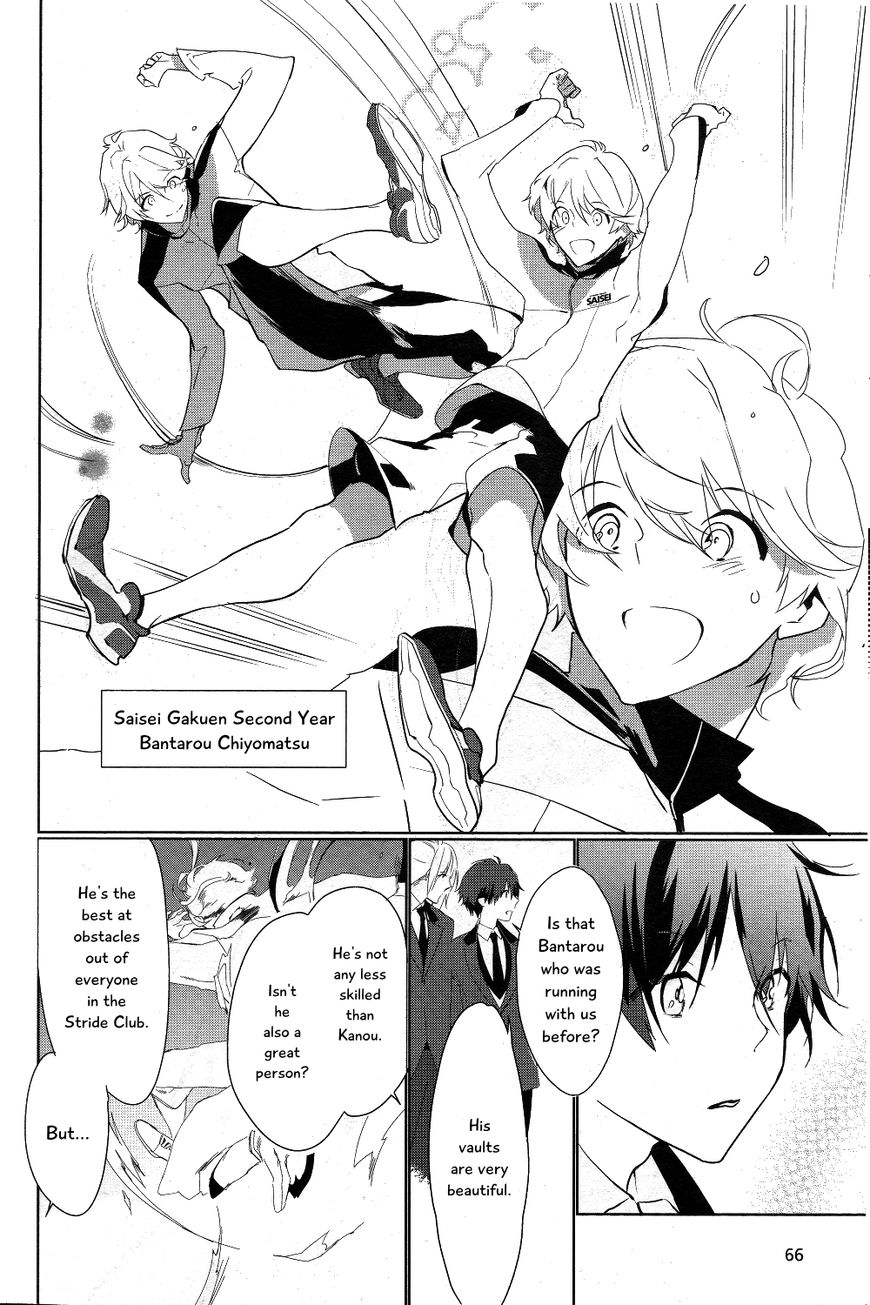 SAISEI
Saisei Gakuen Second Year
Bantarou Chiyomatsu
Is that
Bantarou
who was
running
with us
before?
His
vaults
are very
beautiful.
He's not
any less
skilled
than
Kanou.
Isn't
he
also a
great
person?
He's the
best at
obstacles
out of
everyone
in the
Stride Club.
But...
66